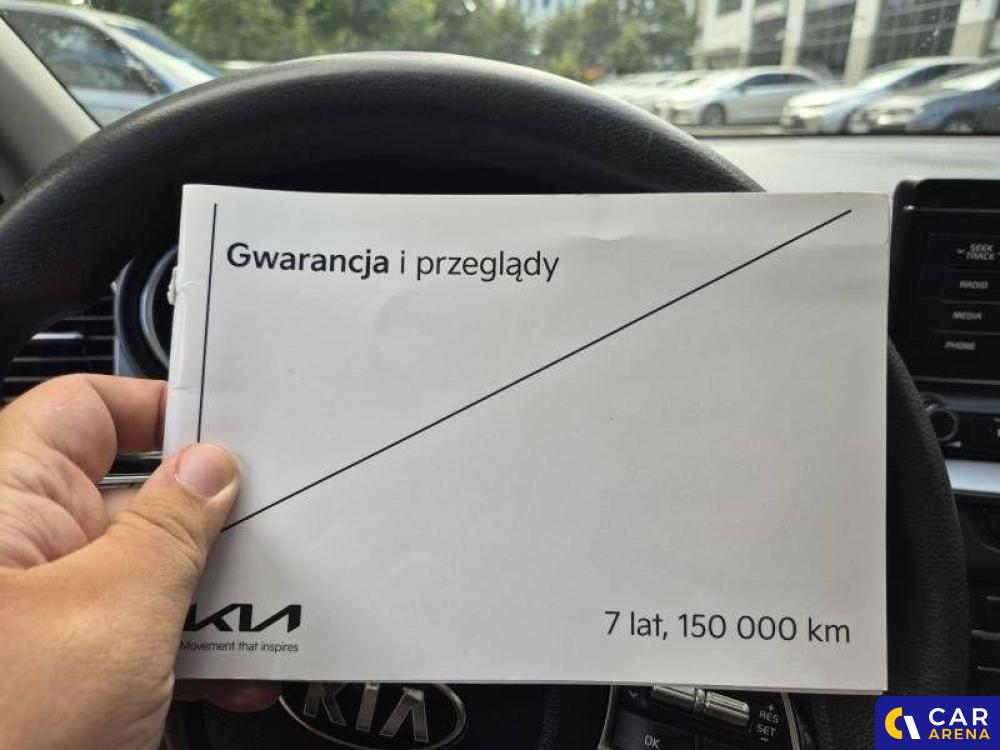 Gwarancja i przeglądy
7 lat, 150 000 km
KIA
Movement that inspires
SEEK
TRACK
RADIO
MEDIA
PHONE
KIA
+
RES
SET
-
OK
CAR
ARENA